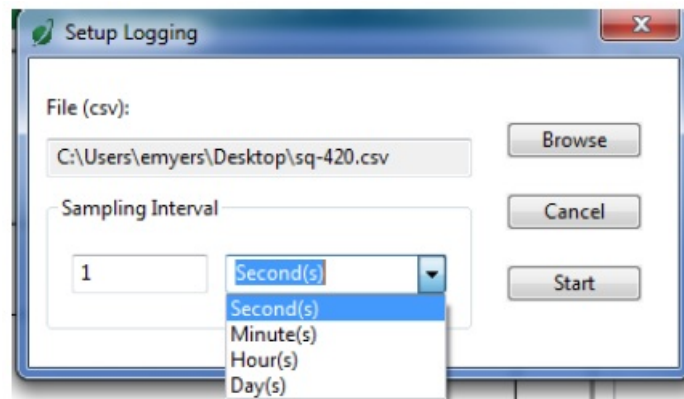 Setup Logging
File (csv):
C:\Users\emyers\Desktop\sq-420.csv
Browse
Sampling Interval
Cancel
1
Second(s)
Start
Second(s)
Minute(s)
Hour(s)
Day(s)